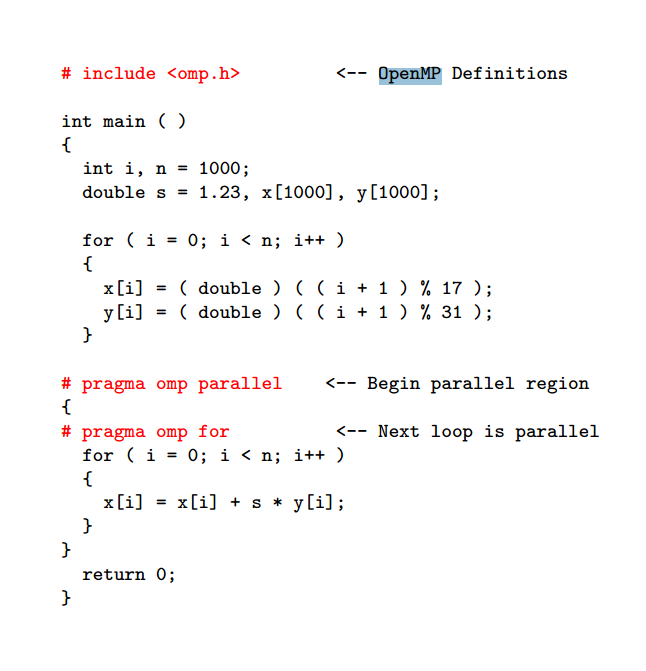 # include <omp.h>         <-- OpenMP Definitions
int main ( )
{
  int i, n = 1000;
  double s = 1.23, x[1000], y[1000];
  for ( i = 0; i < n; i++ )
  {
    x[i] = ( double ) ( ( i + 1 ) % 17 );
    y[i] = ( double ) ( ( i + 1 ) % 31 );
  }
# pragma omp parallel    <-- Begin parallel region
{
# pragma omp for          <-- Next loop is parallel
  for ( i = 0; i < n; i++ )
  {
    x[i] = x[i] + s * y[i];
  }
}
  return 0;
}